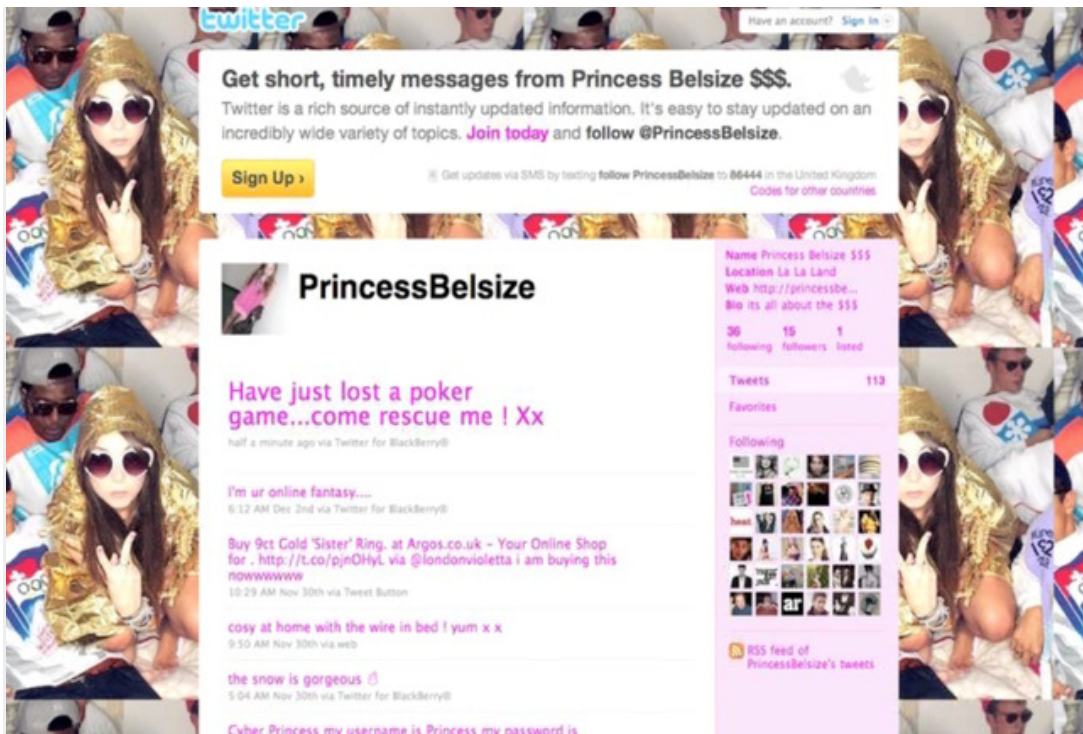 twitter
Have an account? Sign in
Get short, timely messages from Princess Belsize $$$.
Twitter is a rich source of instantly updated information. It's easy to stay updated on an
incredibly wide variety of topics. Join today and follow @PrincessBelsize.
Sign Up ›
Get updates via SMS by texting follow PrincessBelsize to 86444 in the United Kingdom
Codes for other countries
PrincessBelsize
Have just lost a poker
game...come rescue me ! Xx
half a minute ago via Twitter for BlackBerry®
I'm ur online fantasy....
6:12 AM Dec 2nd via Twitter for BlackBerry®
Buy 9ct Gold 'Sister' Ring. at Argos.co.uk - Your Online Shop
for . http://t.co/pjnOHyL via @londonvioletta i am buying this
nowwwwww
10:29 AM Nov 30th via Tweet Button
cosy at home with the wire in bed ! yum x x
9:50 AM Nov 30th via web
the snow is gorgeous
5:04 AM Nov 30th via Twitter for BlackBerry®
Cyber Princess my username is Princess my password is
Name Princess Belsize $$$
Location La La Land
Web http://princessbe...
Bio its all about the $$$
36 15 1
following followers listed
Tweets 113
Favorites
Following
heat
ar
RSS feed of
PrincessBelsize's tweets